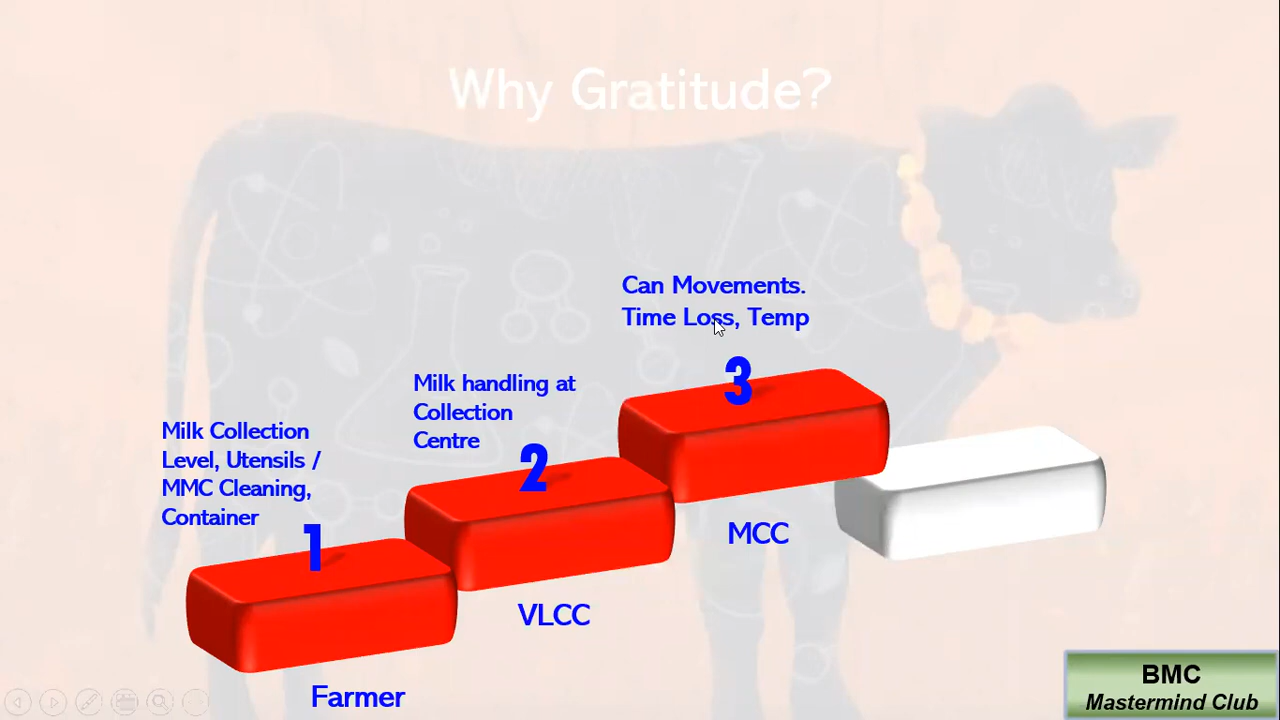 Why Gratitude?
Can Movements.
Time Loss, Temp
3
Milk handling at
Collection
Centre
2
Milk Collection
Level, Utensils /
MMC Cleaning,
Container
1
MCC
VLCC
Farmer
BMC
Mastermind Club